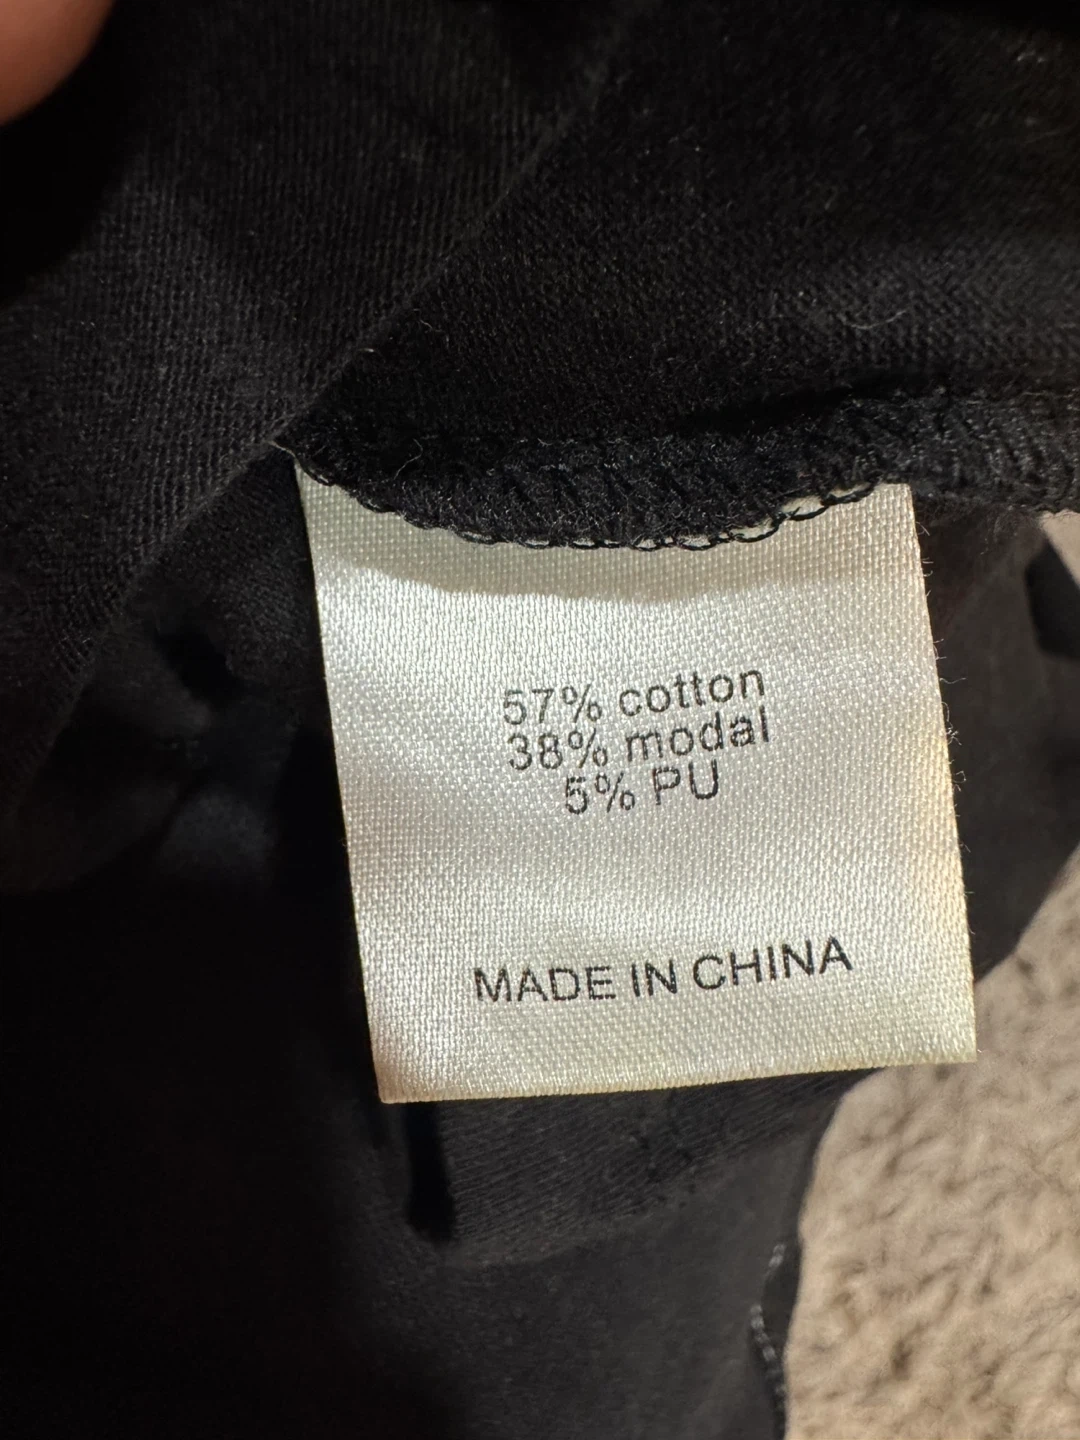 57% cotton
38% modal
5% PU
MADE IN CHINA